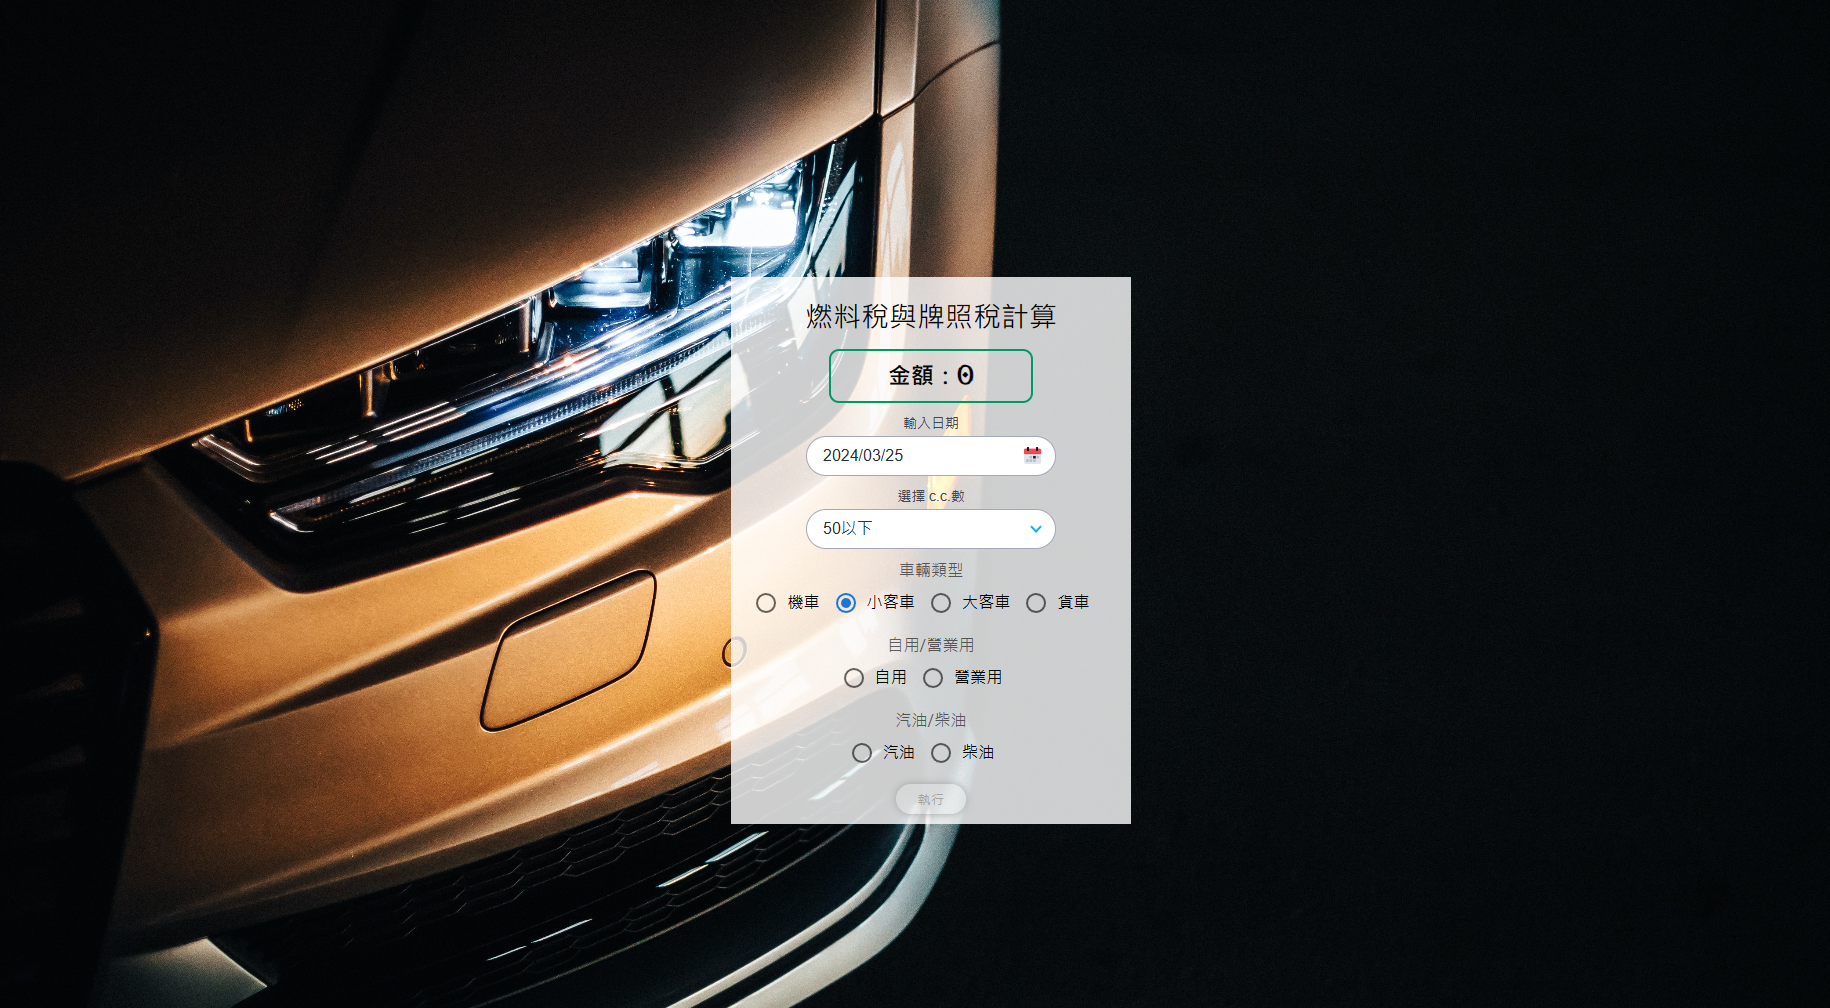 燃料稅與牌照稅計算
金額：0
輸入日期
2024/03/25
選擇 c.c.數
50以下
車輛類型
機車 小客車 大客車 貨車
自用/營業用
自用 營業用
汽油/柴油
汽油 柴油
執行